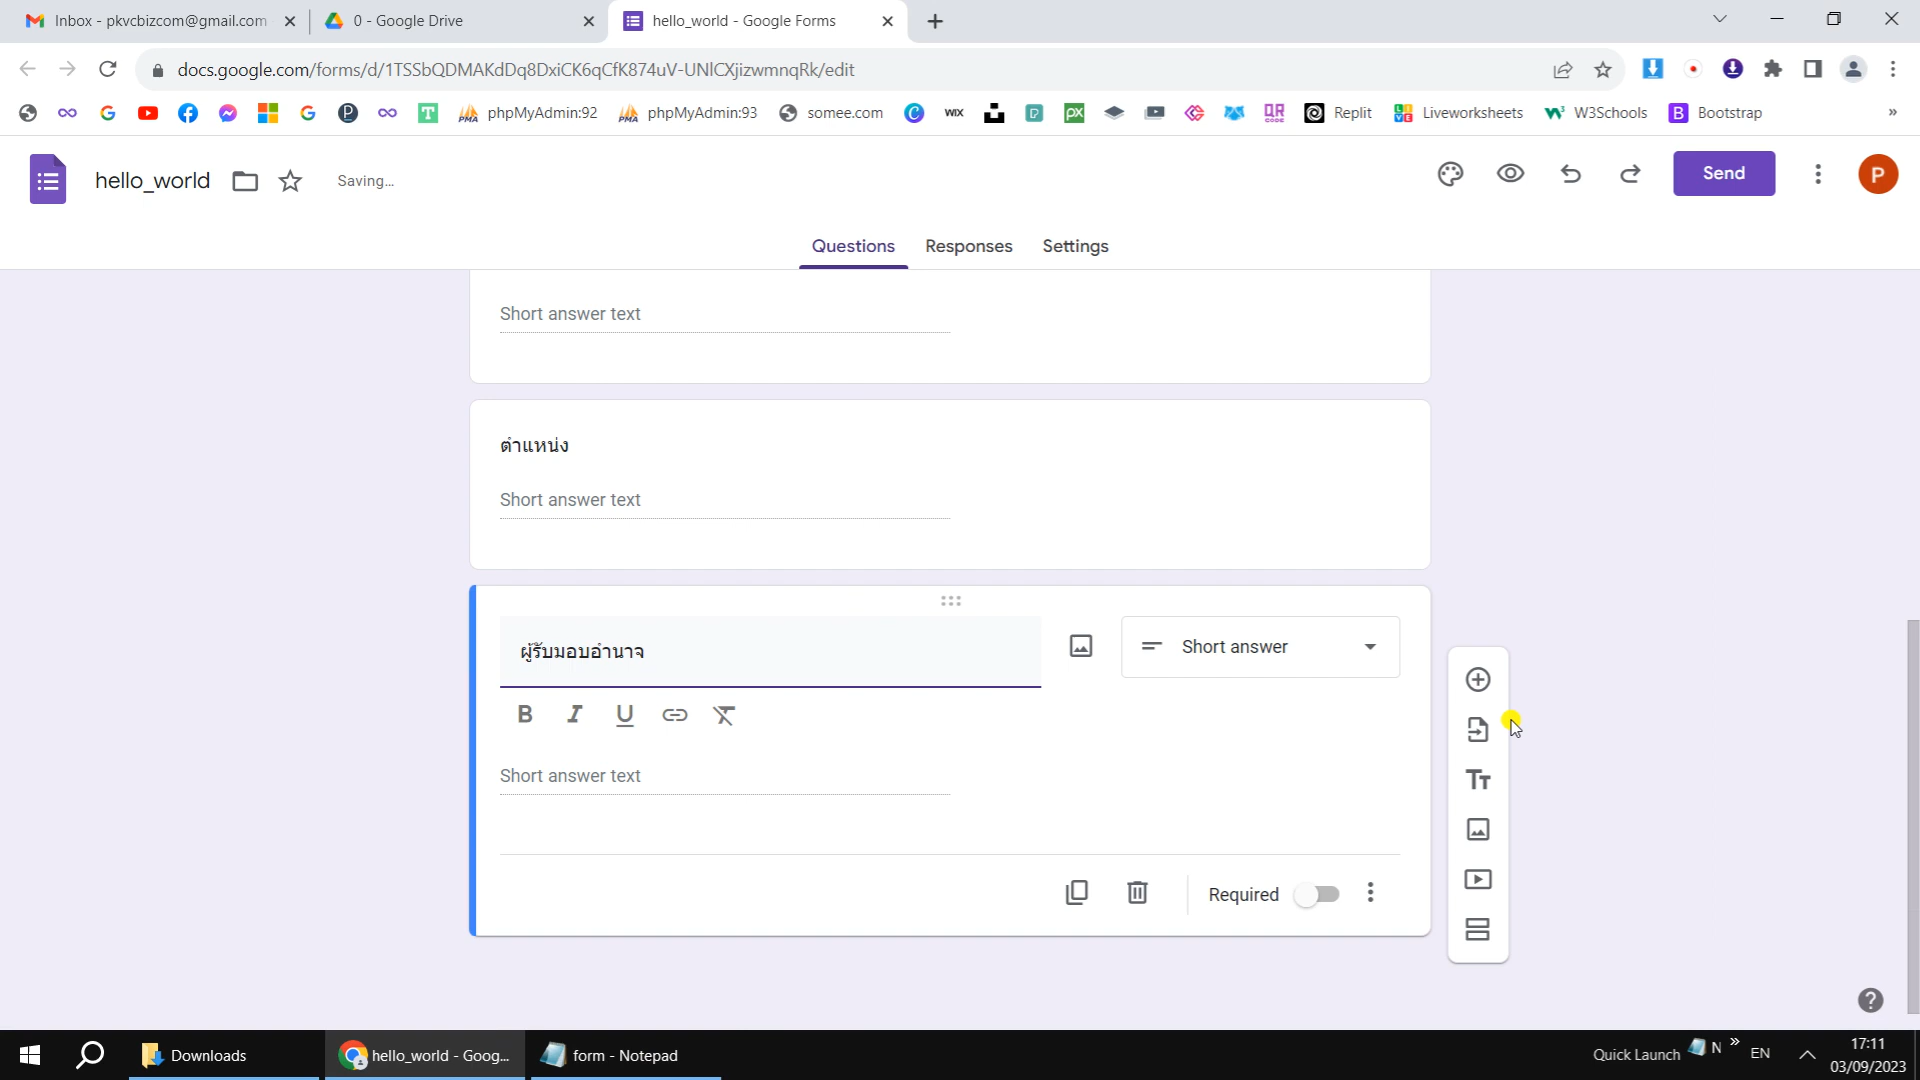 Inbox - pkvcbizcom@gmail.com
0 - Google Drive
hello_world - Google Forms
docs.google.com/forms/d/1TSSbQDMAKdDq8DxiCK6qCfK874uV-UNlCXjizwmnqRk/edit
phpMyAdmin:92
phpMyAdmin:93
somee.com
WIX
Replit
Liveworksheets
W3Schools
Bootstrap
»
hello_world
Saving...
Send
P
Questions
Responses
Settings
Short answer text
ตำแหน่ง
Short answer text
ผู้รับมอบอำนาจ
Short answer
B I U
Short answer text
Required
Downloads
hello_world - Goog...
form - Notepad
Quick Launch
N
»
EN
17:11
03/09/2023